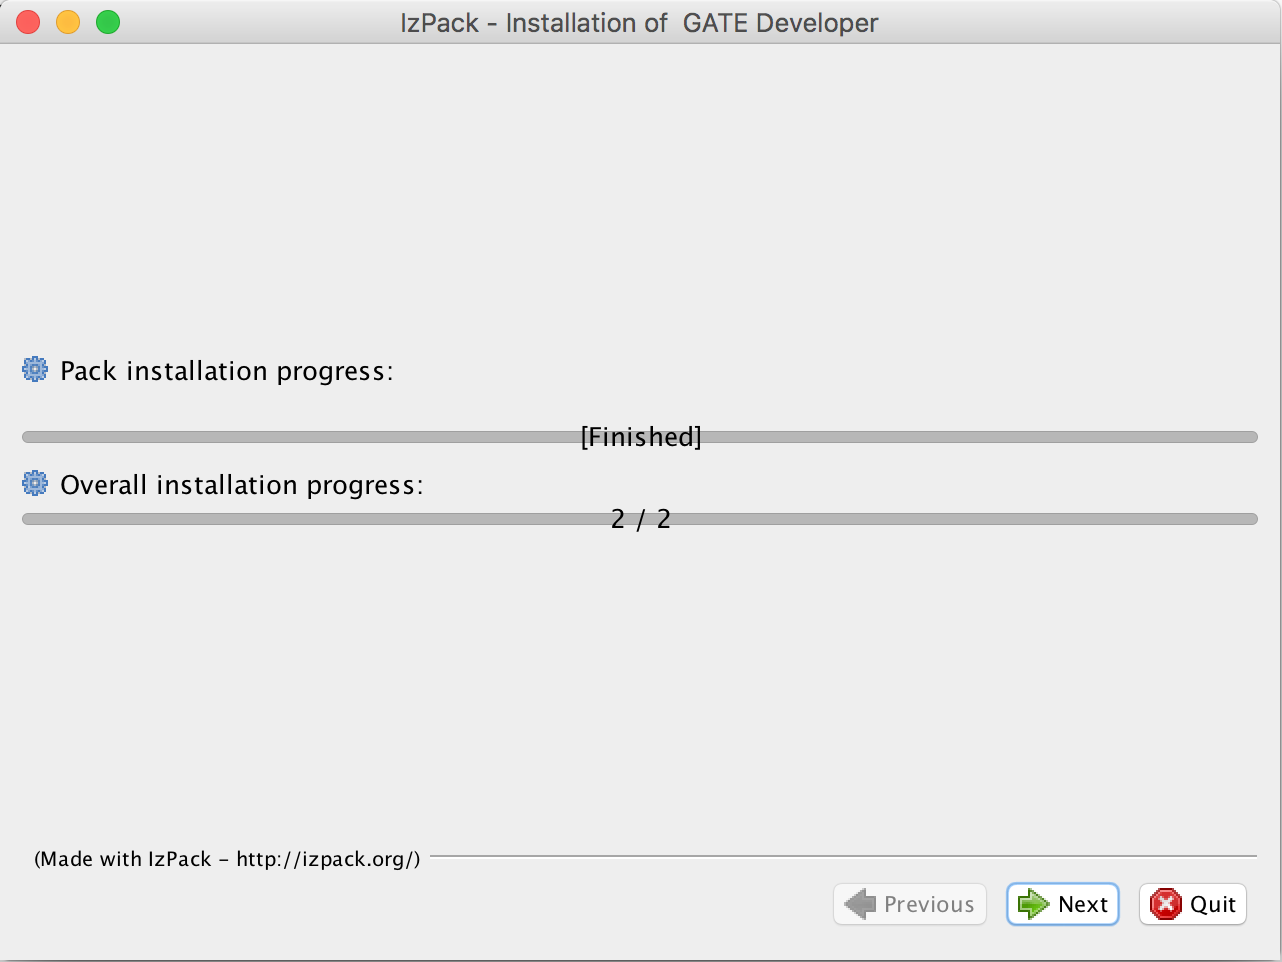 IzPack - Installation of  GATE Developer
Pack installation progress:
[Finished]
Overall installation progress:
2 / 2
(Made with IzPack - http://izpack.org/)
Previous
Next
Quit